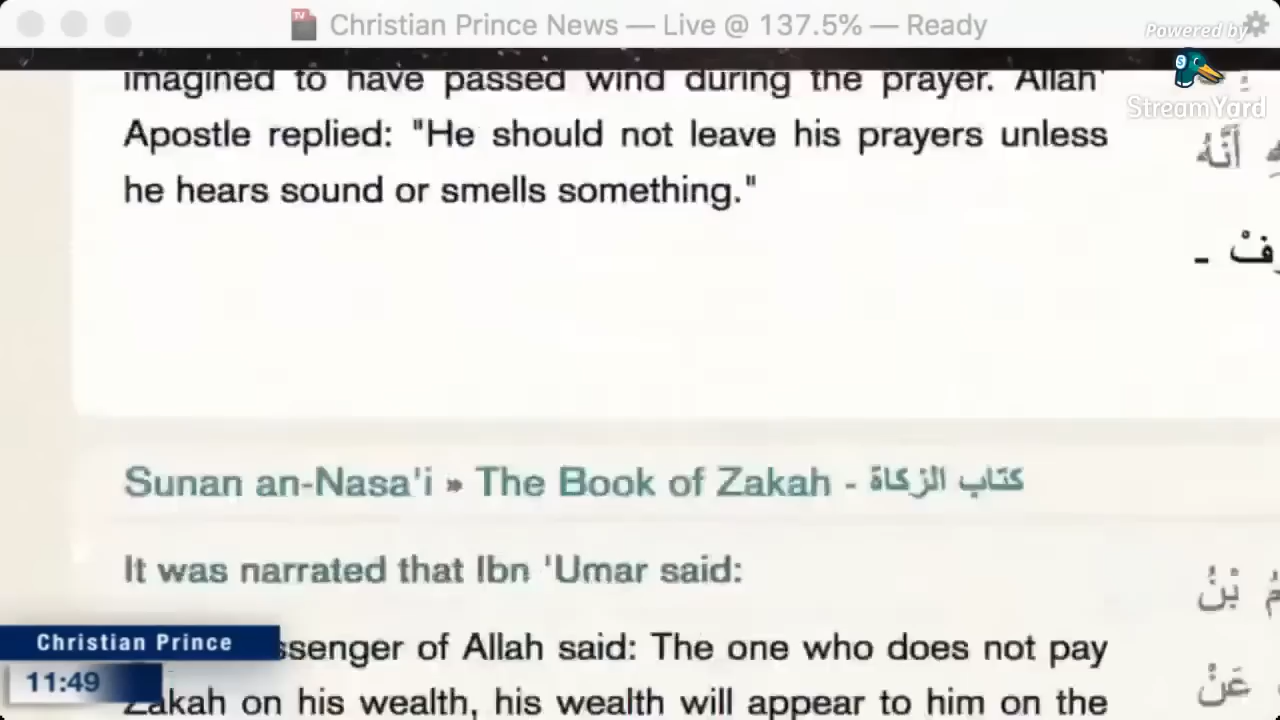 Christian Prince News — Live @ 137.5% — Ready
Powered by
StreamYard
imagined to have passed wind during the prayer. Allah'
Apostle replied: "He should not leave his prayers unless
he hears sound or smells something."
أَنَّهُ
Sunan an-Nasa'i » The Book of Zakah - كتاب الزكاة
It was narrated that Ibn 'Umar said:
بْنُ
ssenger of Allah said: The one who does not pay
Zakah on his wealth, his wealth will appear to him on the
عَنْ
Christian Prince
11:49